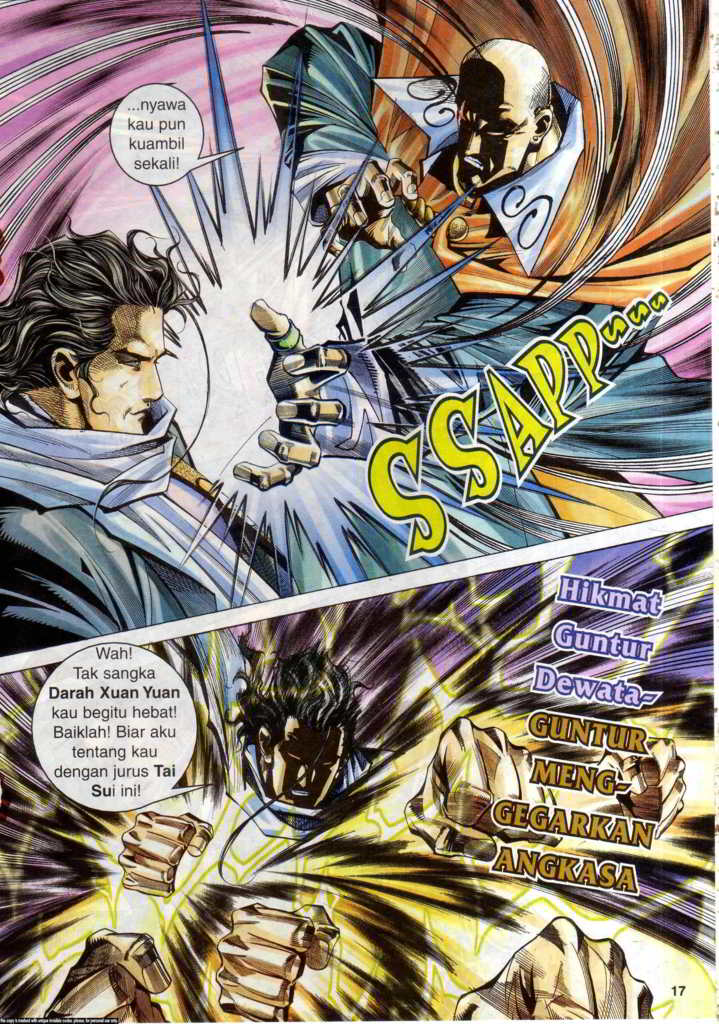 ...nyawa
kau pun
kuambil
sekali!
SSAPPsss
Wah!
Tak sangka
Darah Xuan Yuan
kau begitu hebat!
Baiklah! Biar aku
tentang kau
dengan jurus Tai
Sui ini!
Hikmat
Guntur
Dewata~
GUNTUR
MENG~
GEGARKAN
ANGKASA
17